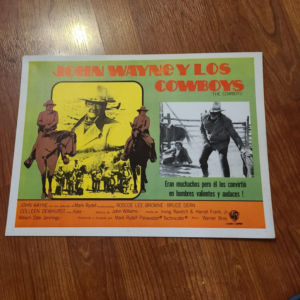 JOHN WAYNE Y LOS
COWBOYS
(THE COWBOYS)
Eran muchachos pero él los convirtió
en hombres valientes y audaces !.
JOHN WAYNE
Mark Rydell
ROSCOE LEE BROWNE · BRUCE DERN
COLLEEN DEWHURST
John Williams
Irving Ravetch & Harriet Frank, Jr.
Mark Rydell Panavision® Technicolor®
Warner Bros